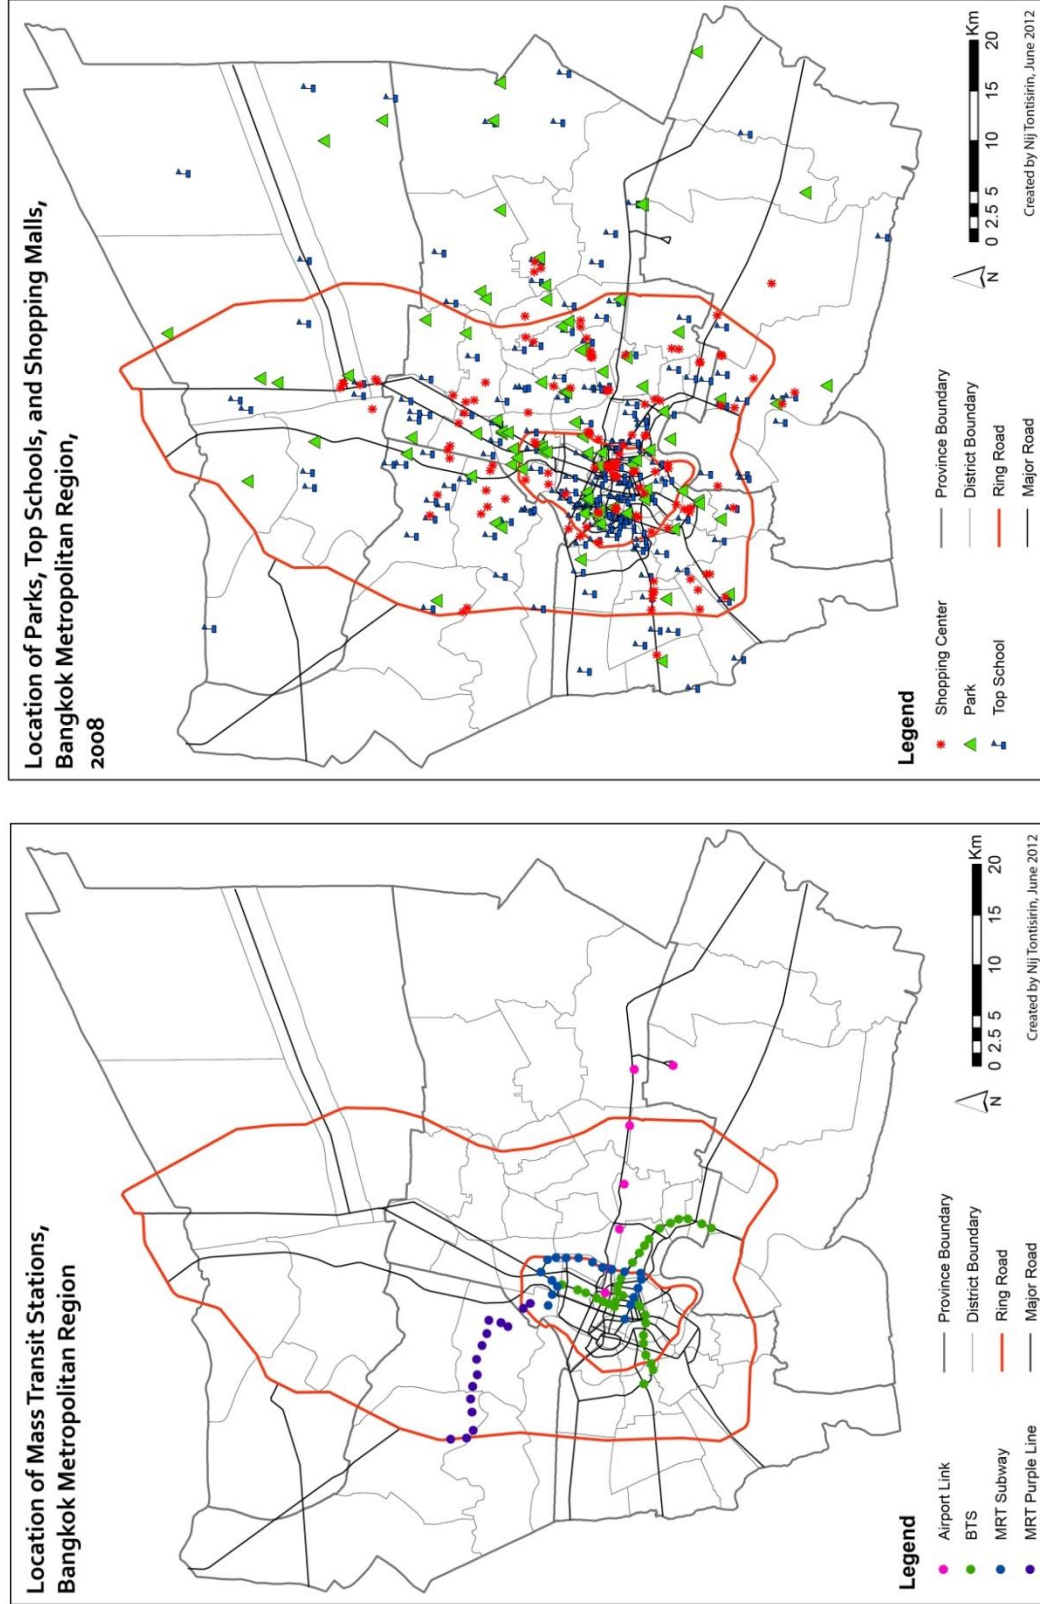 Location of Mass Transit Stations,
Bangkok Metropolitan Region
Legend
Airport Link
BTS
MRT Subway
MRT Purple Line
Province Boundary
District Boundary
Ring Road
Major Road
N
0 2.5 5 10 15 20 Km
Created by Nij Tontisirin, June 2012
Location of Parks, Top Schools, and Shopping Malls,
Bangkok Metropolitan Region,
2008
Legend
Shopping Center
Park
Top School
Province Boundary
District Boundary
Ring Road
Major Road
N
0 2.5 5 10 15 20 Km
Created by Nij Tontisirin, June 2012